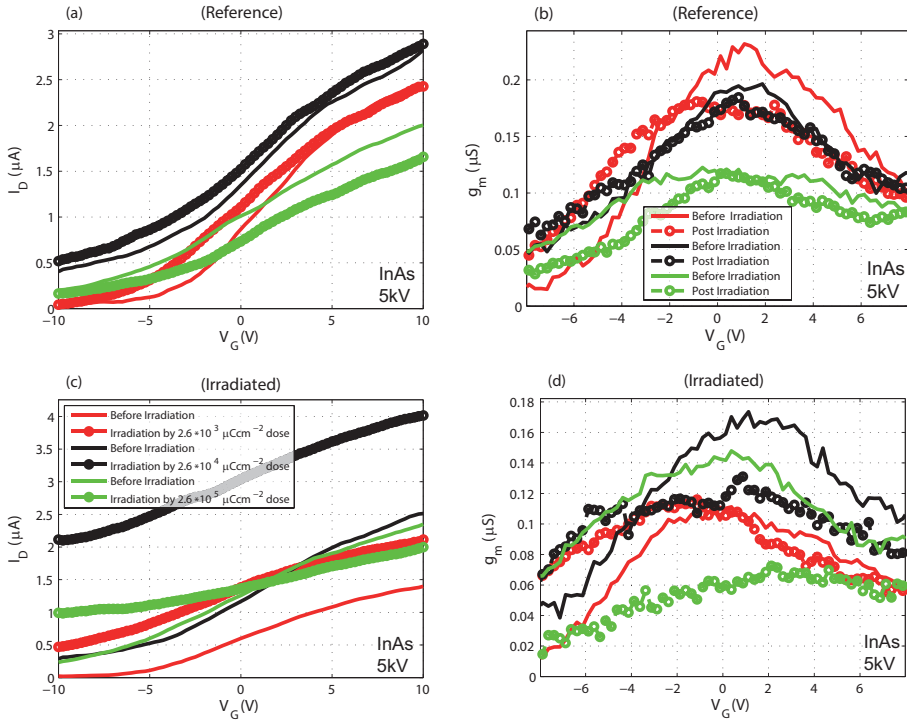 (a)
(Reference)
3
2.5
2
1.5
1
0.5
0
I_D (μA)
−10
−5
0
5
10
V_G(V)
InAs
5kV
(b)
(Reference)
0.2
0.15
0.1
0.05
0
g_m (μS)
−6
−4
−2
0
2
4
6
V_G(V)
Before Irradiation
Post Irradiation
Before Irradiation
Post Irradiation
Before Irradiation
Post Irradiation
InAs
5kV
(c)
(Irradiated)
4
3.5
3
2.5
2
1.5
1
0.5
0
I_D (μA)
Before Irradiation
Irradiation by 2.6*10^3 μCcm^−2 dose
Before Irradiation
Irradiation by 2.6*10^4 μCcm^−2 dose
Before Irradiation
Irradiation by 2.6*10^5 μCcm^−2 dose
−10
−5
0
5
10
V_G(V)
InAs
5kV
(d)
(Irradiated)
0.18
0.16
0.14
0.12
0.1
0.08
0.06
0.04
0.02
0
g_m (μS)
−6
−4
−2
0
2
4
6
V_G(V)
InAs
5kV